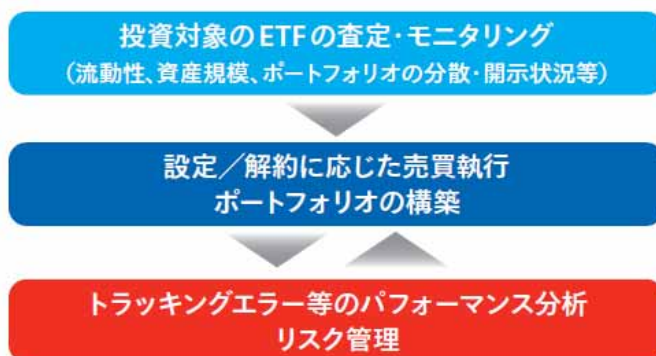 投資対象のETFの査定・モニタリング
（流動性、資産規模、ポートフォリオの分散・開示状況等）
設定／解約に応じた売買執行
ポートフォリオの構築
トラッキングエラー等のパフォーマンス分析
リスク管理